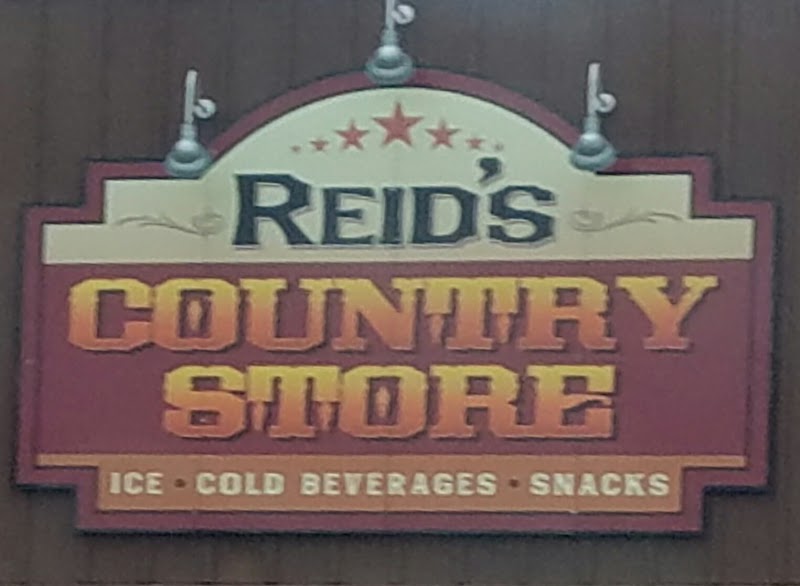 REID'S
COUNTRY
STORE
ICE • COLD BEVERAGES • SNACKS